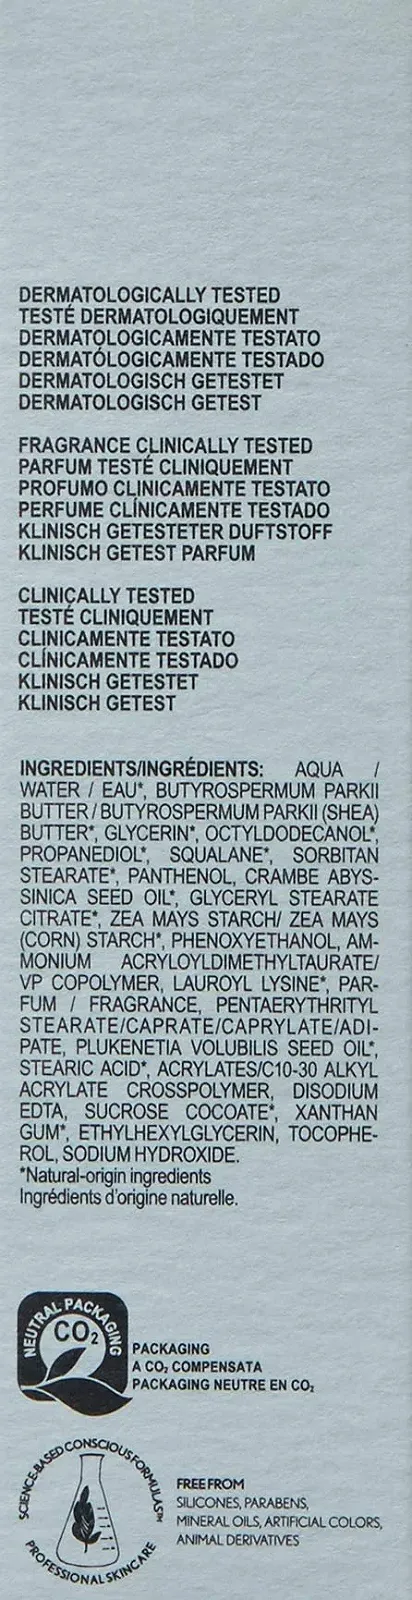 DERMATOLOGICALLY TESTED
TESTÉ DERMATOLOGIQUEMENT
DERMATOLOGICAMENTE TESTATO
DERMATÓLOGICAMENTE TESTADO
DERMATOLOGISCH GETESTET
DERMATOLOGISCH GETEST
FRAGRANCE CLINICALLY TESTED
PARFUM TESTÉ CLINIQUEMENT
PROFUMO CLINICAMENTE TESTATO
PERFUME CLÍNICAMENTE TESTADO
KLINISCH GETESTETER DUFTSTOFF
KLINISCH GETEST PARFUM
CLINICALLY TESTED
TESTÉ CLINIQUEMENT
CLINICAMENTE TESTATO
CLÍNICAMENTE TESTADO
KLINISCH GETESTET
KLINISCH GETEST
INGREDIENTS/INGRÉDIENTS: AQUA /
WATER / EAU*, BUTYROSPERMUM PARKII
BUTTER / BUTYROSPERMUM PARKII (SHEA)
BUTTER*, GLYCERIN*, OCTYLDODECANOL*,
PROPANEDIOL*, SQUALANE*, SORBITAN
STEARATE*, PANTHENOL, CRAMBE ABYS-
SINICA SEED OIL*, GLYCERYL STEARATE
CITRATE*, ZEA MAYS STARCH/ ZEA MAYS
(CORN) STARCH*, PHENOXYETHANOL, AM-
MONIUM ACRYLOYLDIMETHYLTAURATE/
VP COPOLYMER, LAUROYL LYSINE*, PAR-
FUM / FRAGRANCE, PENTAERYTHRITYL
STEARATE/CAPRATE/CAPRYLATE/ADI-
PATE, PLUKENETIA VOLUBILIS SEED OIL*,
STEARIC ACID*, ACRYLATES/C10-30 ALKYL
ACRYLATE CROSSPOLYMER, DISODIUM
EDTA, SUCROSE COCOATE*, XANTHAN
GUM*, ETHYLHEXYLGLYCERIN, TOCOPHE-
ROL, SODIUM HYDROXIDE.
*Natural-origin ingredients
Ingrédients d'origine naturelle.
NEUTRAL PACKAGING
CO₂
PACKAGING
A CO₂ COMPENSATA
PACKAGING NEUTRE EN CO₂
SCIENCE-BASED CONSCIOUS FORMULAS™
PROFESSIONAL SKINCARE
FREE FROM
SILICONES, PARABENS,
MINERAL OILS, ARTIFICIAL COLORS,
ANIMAL DERIVATIVES